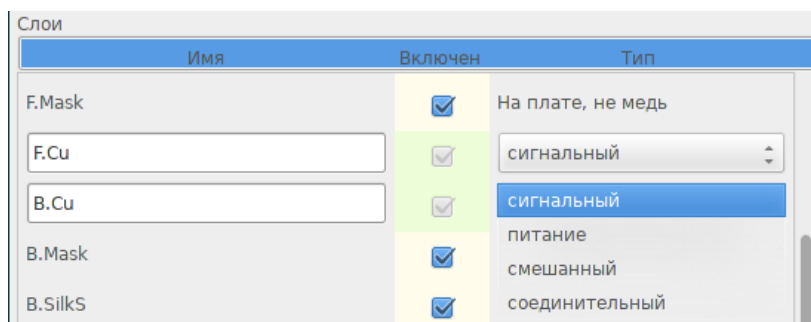 Слои
Имя Включен Тип
F.Mask На плате, не медь
F.Cu сигнальный
B.Cu сигнальный
питание
B.Mask смешанный
B.SilkS соединительный